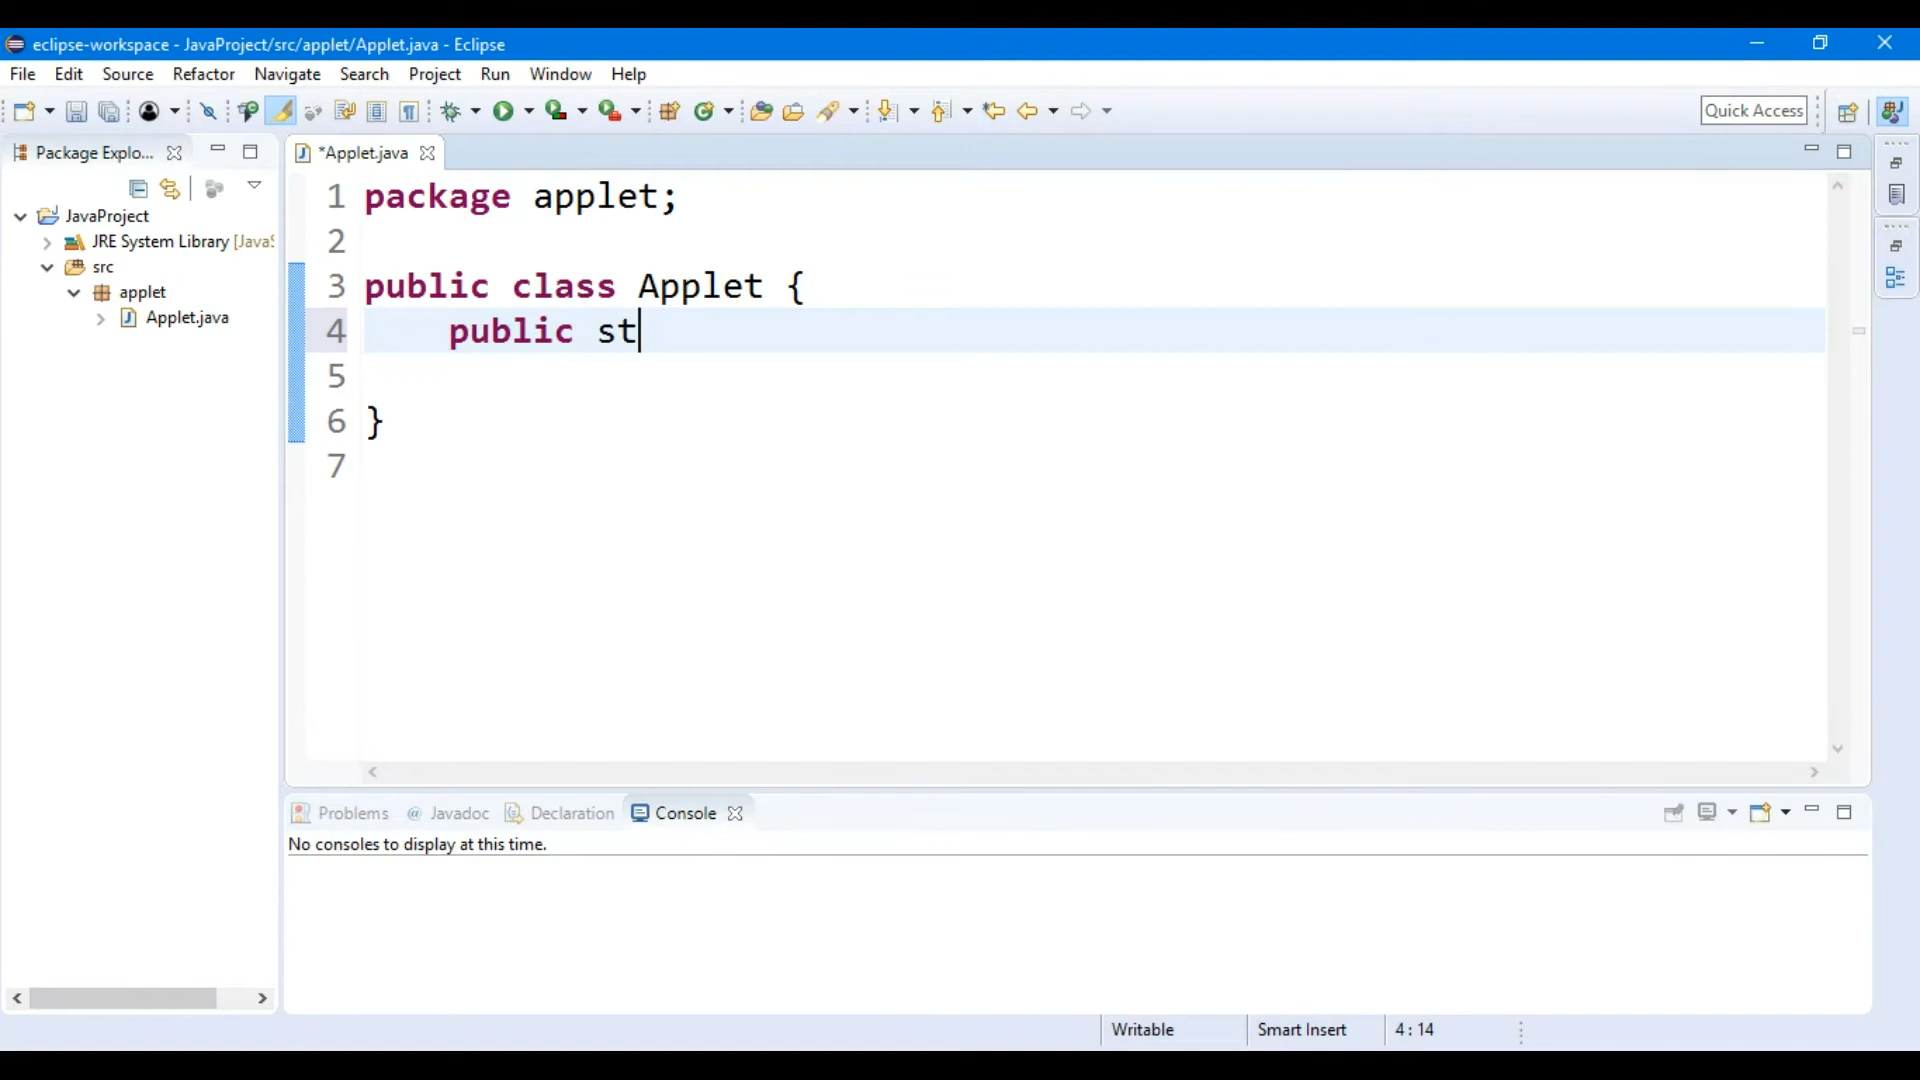 eclipse-workspace - JavaProject/src/applet/Applet.java - Eclipse
File Edit Source Refactor Navigate Search Project Run Window Help
Quick Access
Package Explo...
*Applet.java
JavaProject
JRE System Library [JavaS
src
applet
Applet.java
1 package applet;
2
3 public class Applet {
4 public st
5
6 }
7
Problems @ Javadoc Declaration Console
No consoles to display at this time.
Writable Smart Insert 4 : 14